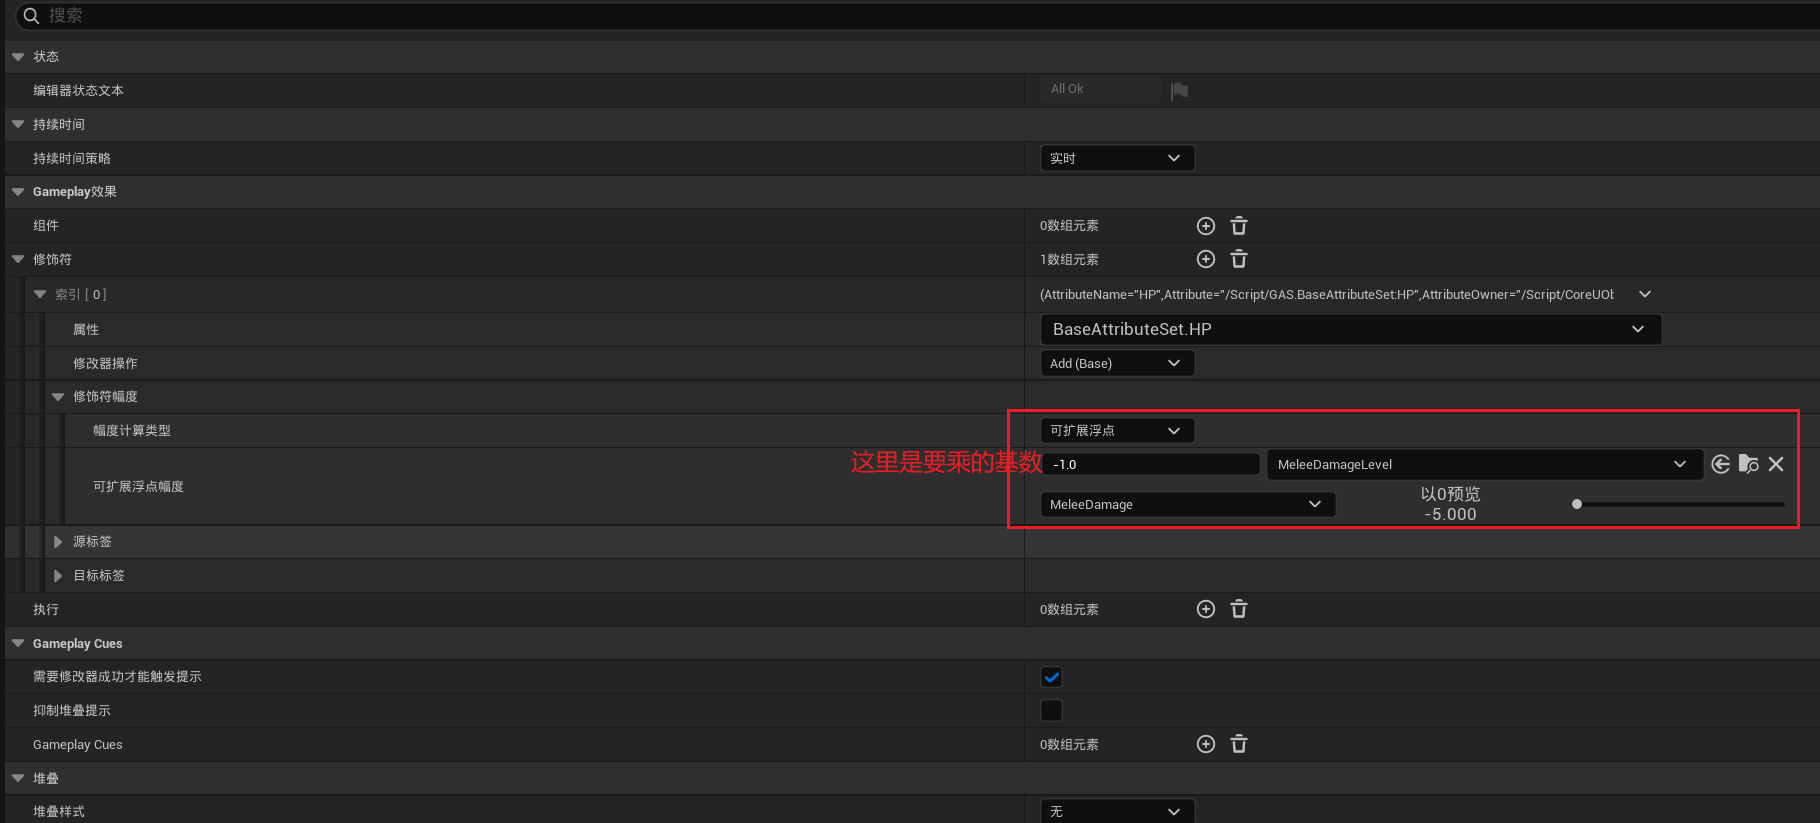 搜索
状态
编辑器状态文本 All Ok
持续时间
持续时间策略 实时
Gameplay效果
组件 0数组元素
修饰符 1数组元素
索引 [ 0 ] (AttributeName="HP",Attribute="/Script/GAS.BaseAttributeSet:HP",AttributeOwner="/Script/CoreUOb
属性 BaseAttributeSet.HP
修改器操作 Add (Base)
修饰符幅度
幅度计算类型 可扩展浮点
这里是要乘的基数 -1.0 MeleeDamageLevel
可扩展浮点幅度
MeleeDamage 以0预览
-5.000
源标签
目标标签
执行 0数组元素
Gameplay Cues
需要修改器成功才能触发提示
抑制堆叠提示
Gameplay Cues 0数组元素
堆叠
堆叠样式 无